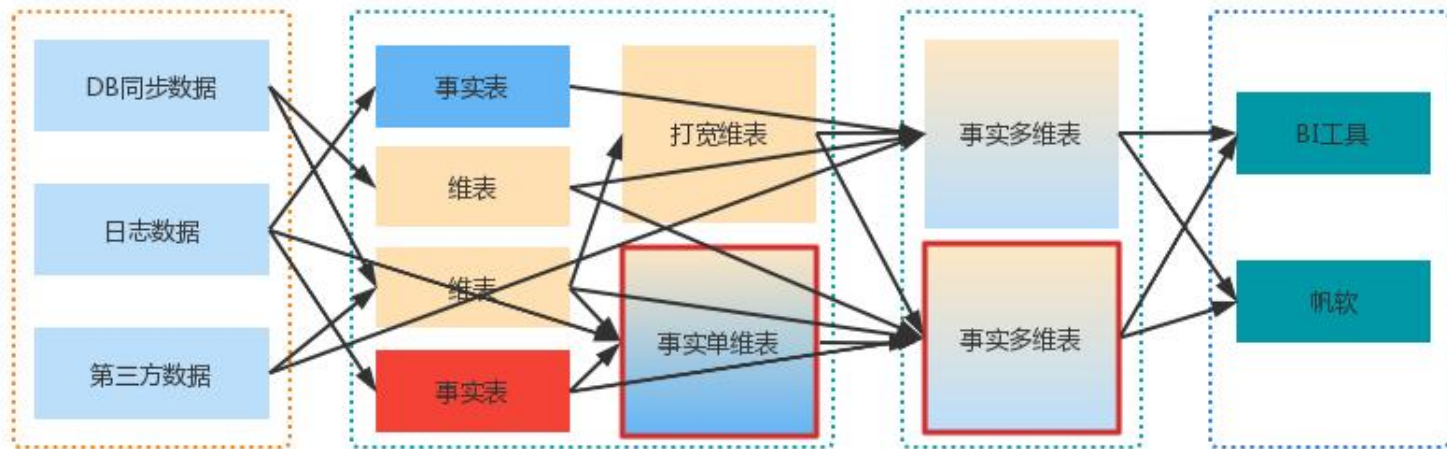 DB同步数据
日志数据
第三方数据
事实表
维表
维表
事实表
打宽维表
事实单维表
事实多维表
事实多维表
BI工具
帆软